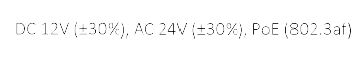 DC 12V (±30%), AC 24V (±30%), PoE (802.3af)